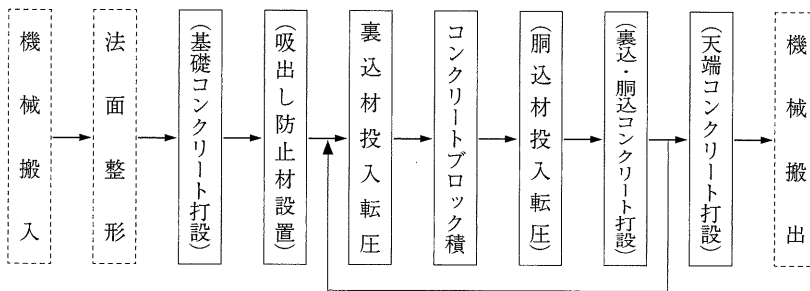 機械搬入
法面整形
(基礎コンクリート打設)
(吸出し防止材設置)
裏込材投入転圧
コンクリートブロック積
(胴込材投入転圧)
(裏込・胴込コンクリート打設)
(天端コンクリート打設)
機械搬出